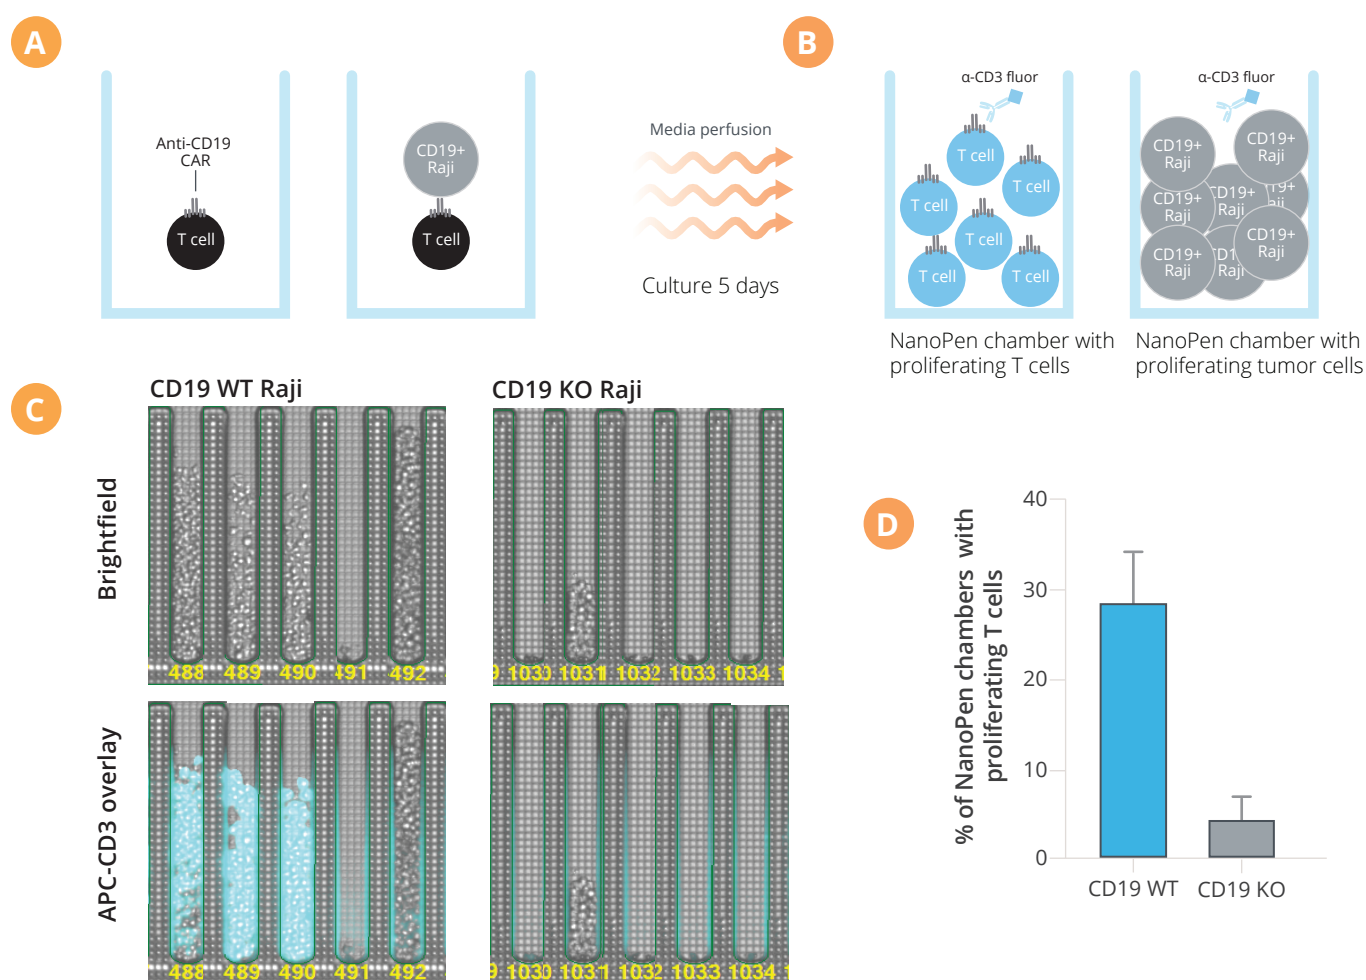 A
Anti-CD19
CAR
T cell
CD19+
Raji
T cell
Media perfusion
Culture 5 days
B
α-CD3 fluor
T cell
T cell
T cell
T cell
T cell
T cell
NanoPen chamber with
proliferating T cells
α-CD3 fluor
CD19+
Raji
CD19+
Raji
CD19+
Raji
CD19+
Raji
CD19+
Raji
CD19+
Raji
NanoPen chamber with
proliferating tumor cells
C
CD19 WT Raji
CD19 KO Raji
Brightfield
488 489 490 491 492
1030 1031 1032 1033 1034
APC-CD3 overlay
488 489 490 491 492
1030 1031 1032 1033 1034
D
% of NanoPen chambers with
proliferating T cells
40
30
20
10
0
CD19 WT
CD19 KO